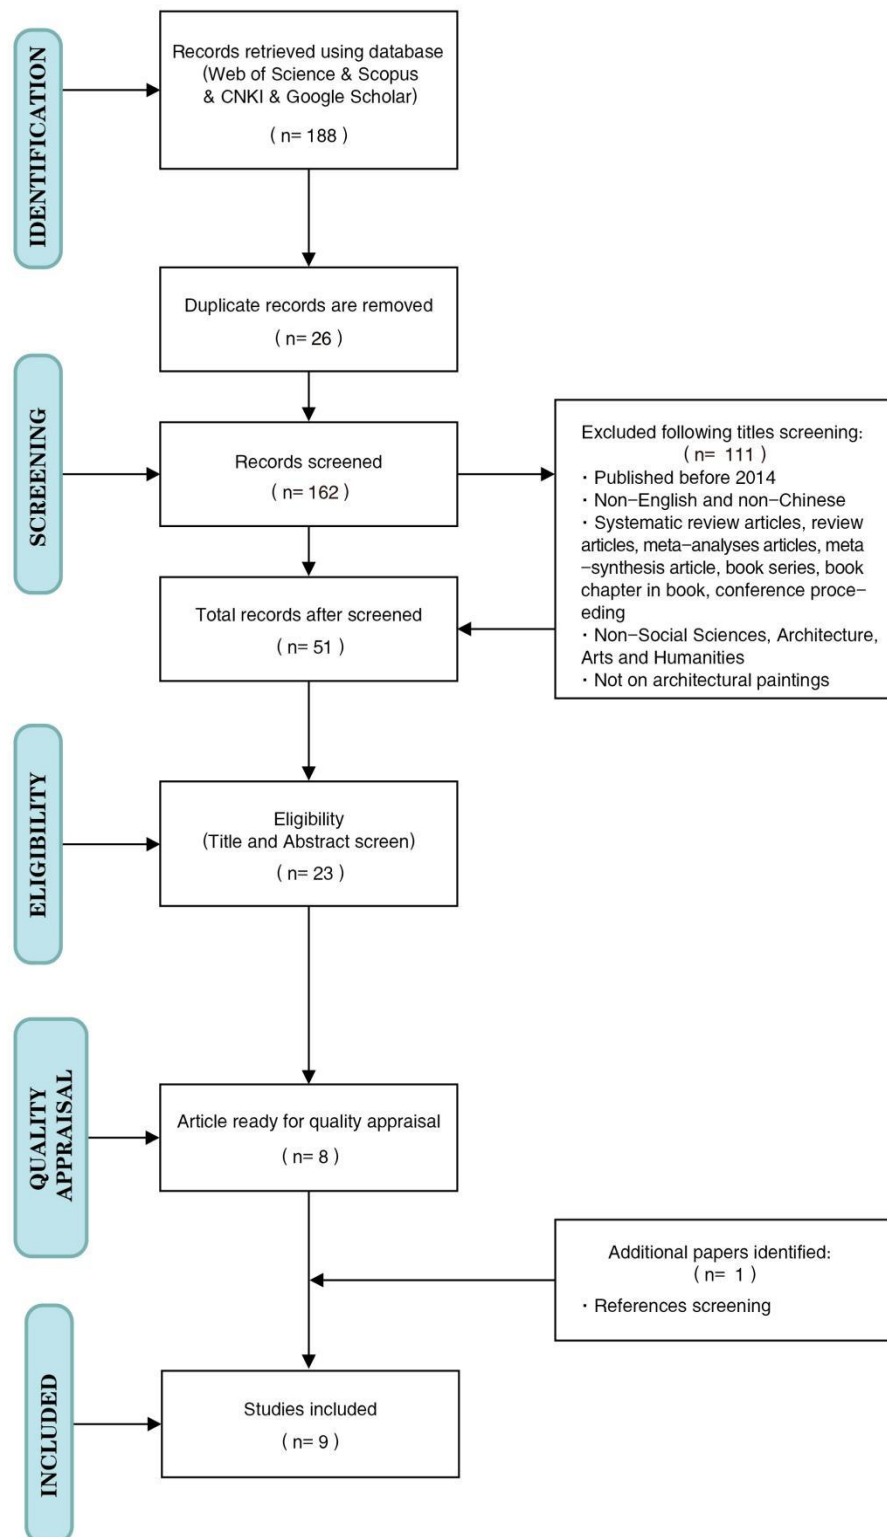 IDENTIFICATION
Records retrieved using database
(Web of Science & Scopus
& CNKI & Google Scholar)
( n= 188 )
Duplicate records are removed
( n= 26 )
SCREENING
Records screened
( n= 162 )
Excluded following titles screening:
( n= 111 )
· Published before 2014
· Non-English and non-Chinese
· Systematic review articles, review
articles, meta-analyses articles, meta
-synthesis article, book series, book
chapter in book, conference proce-
eding
· Non-Social Sciences, Architecture,
Arts and Humanities
· Not on architectural paintings
Total records after screened
( n= 51 )
ELIGIBILITY
Eligibility
(Title and Abstract screen)
( n= 23 )
QUALITY
APPRAISAL
Article ready for quality appraisal
( n= 8 )
Additional papers identified:
( n= 1 )
· References screening
INCLUDED
Studies included
( n= 9 )